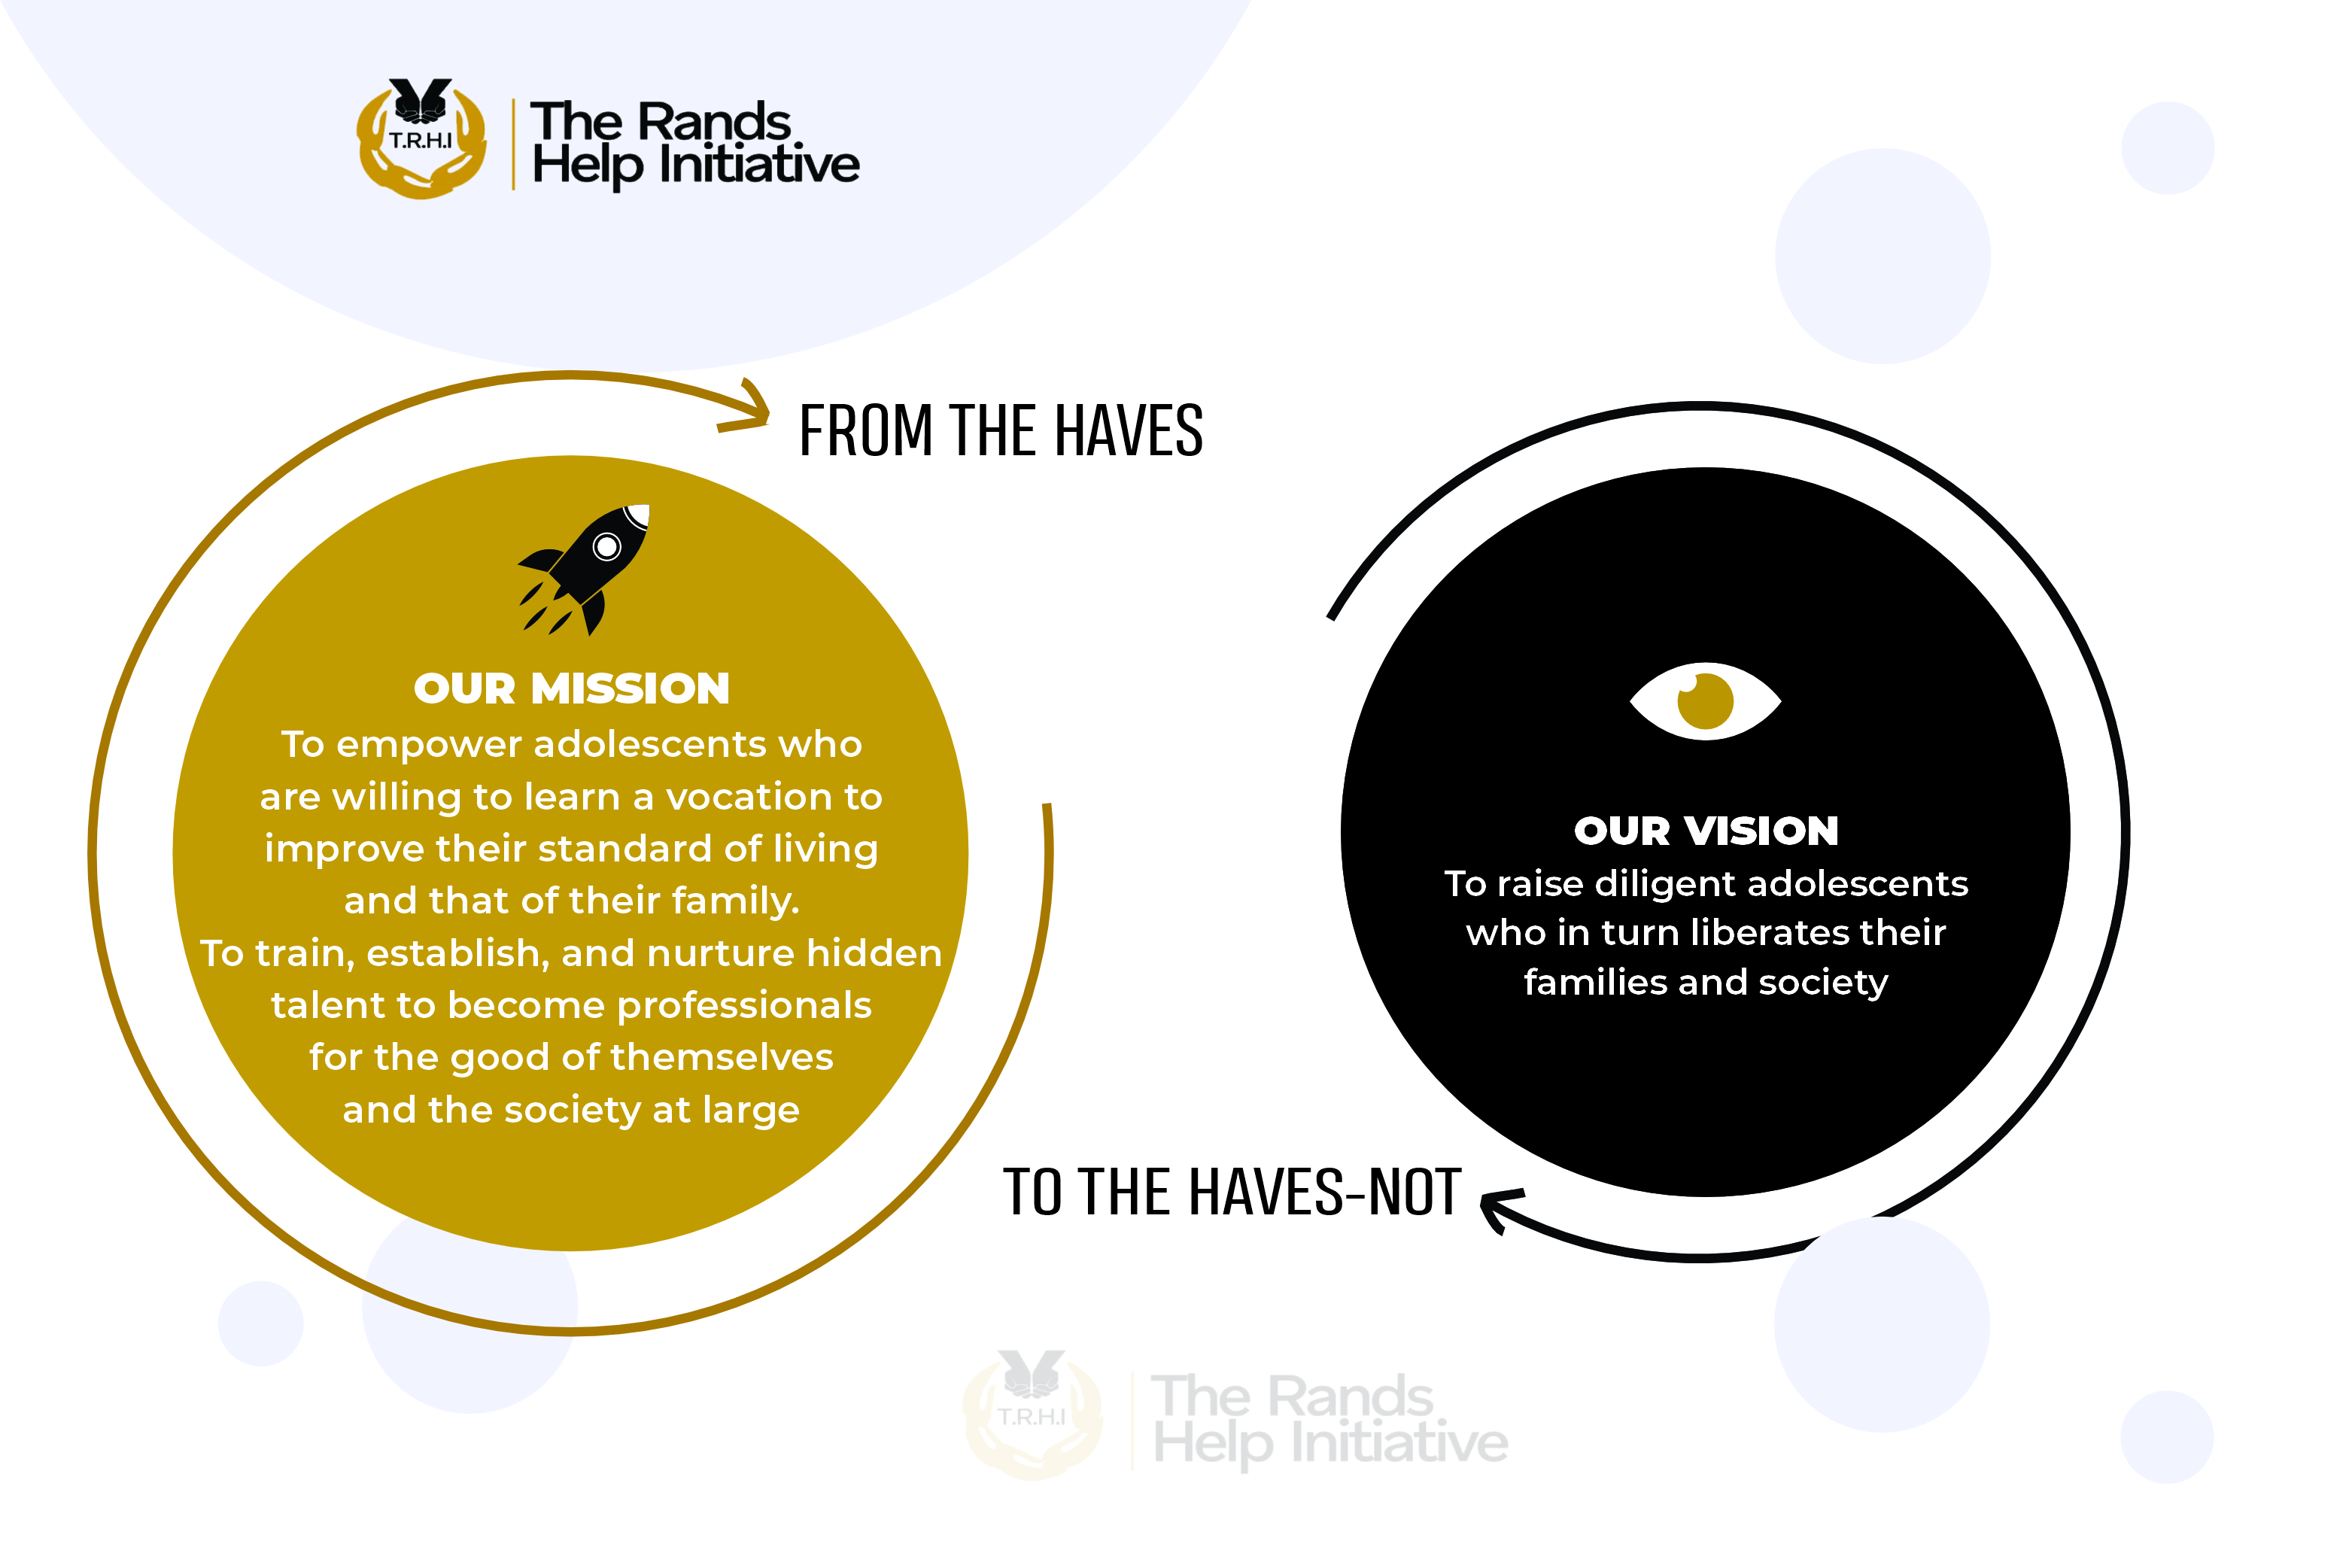 T.R.H.I
The Rands
Help Initiative
FROM THE HAVES
OUR MISSION
To empower adolescents who
are willing to learn a vocation to
improve their standard of living
and that of their family.
To train, establish, and nurture hidden
talent to become professionals
for the good of themselves
and the society at large
OUR VISION
To raise diligent adolescents
who in turn liberates their
families and society
TO THE HAVES-NOT
T.R.H.I
The Rands
Help Initiative